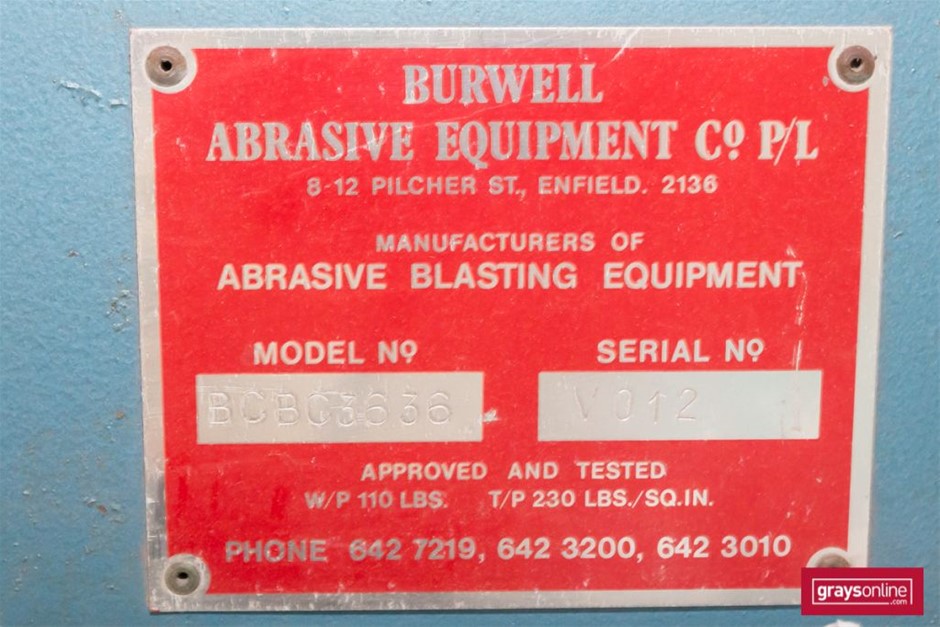 BURWELL
ABRASIVE EQUIPMENT Cº P/L
8-12 PILCHER ST., ENFIELD. 2136
MANUFACTURERS OF
ABRASIVE BLASTING EQUIPMENT
MODEL Nº SERIAL Nº
BCBC3636 V012
APPROVED AND TESTED
W/P 110 LBS. T/P 230 LBS./SQ.IN.
PHONE 642 7219, 642 3200, 642 3010
graysonline
.com